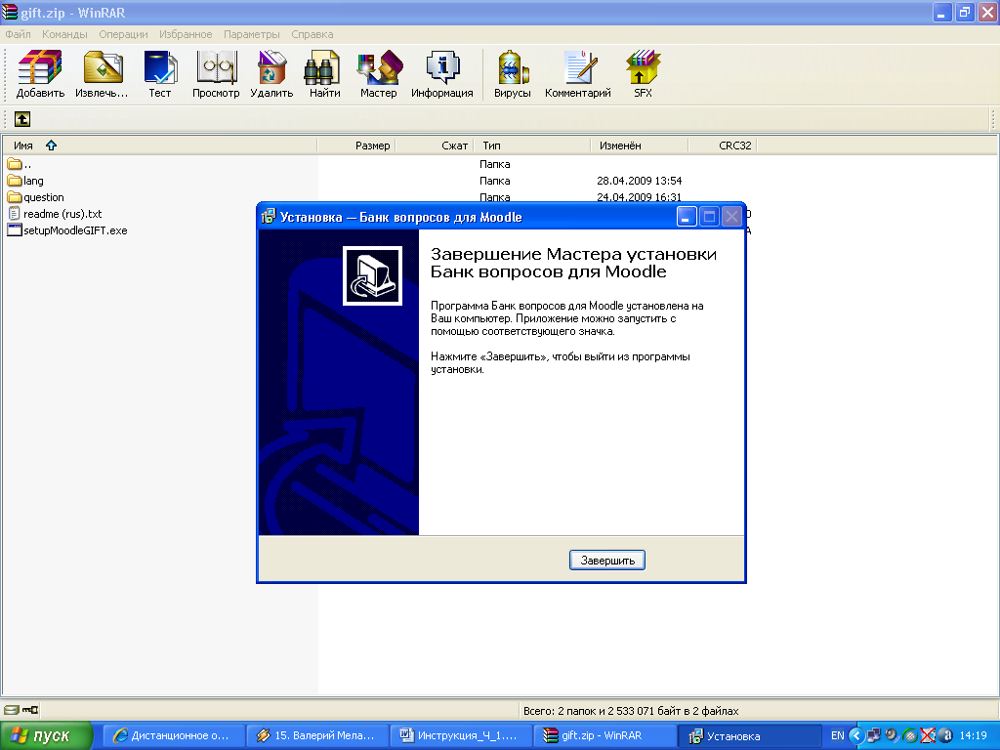 gift.zip - WinRAR
Файл Команды Операции Избранное Параметры Справка
Добавить Извлечь... Тест Просмотр Удалить Найти Мастер Информация Вирусы Комментарий SFX
Имя Размер Сжат Тип Изменён CRC32
.. Папка
lang Папка 28.04.2009 13:54
question Папка 24.04.2009 16:31
readme (rus).txt
setupMoodleGIFT.exe
Установка — Банк вопросов для Moodle
Завершение Мастера установки
Банк вопросов для Moodle
Программа Банк вопросов для Moodle установлена на
Ваш компьютер. Приложение можно запустить с
помощью соответствующего значка.
Нажмите «Завершить», чтобы выйти из программы
установки.
Завершить
Всего: 2 папок и 2 533 071 байт в 2 файлах
пуск Дистанционное о... 15. Валерий Мела... Инструкция_Ч_1.... gift.zip - WinRAR Установка EN 14:19